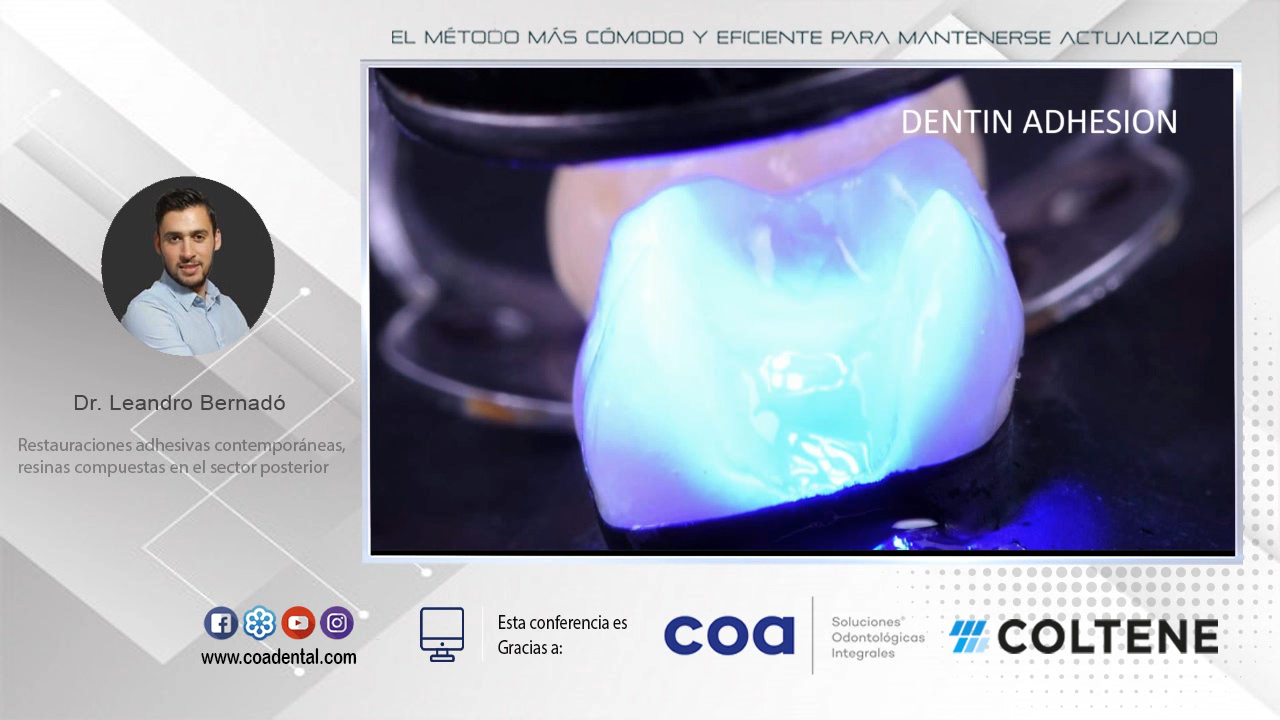 EL MÉTODO MÁS CÓMODO Y EFICIENTE PARA MANTENERSE ACTUALIZADO
DENTIN ADHESION
Dr. Leandro Bernadó
Restauraciones adhesivas contemporáneas,
resinas compuestas en el sector posterior
www.coadental.com
Esta conferencia es
Gracias a:
coa
Soluciones®
Odontológicas
Integrales
COLTENE